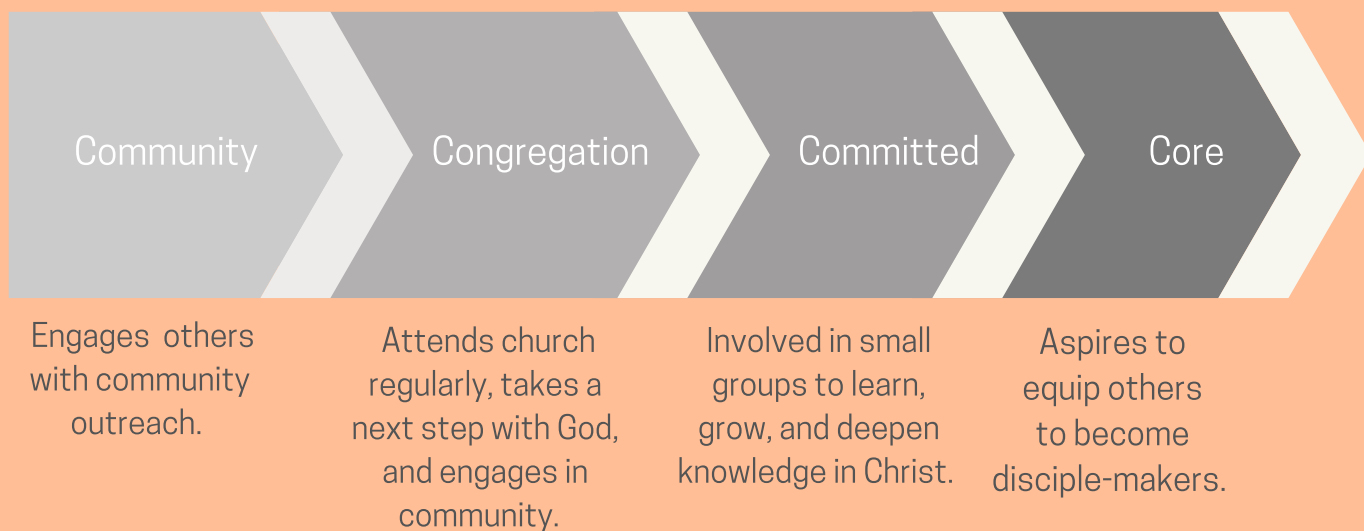 Community
Congregation
Committed
Core
Engages  others
with community
outreach.
Attends church
regularly, takes a
next step with God,
and engages in
community.
Involved in small
groups to learn,
grow, and deepen
knowledge in Christ.
Aspires to
equip others
to become
disciple-makers.